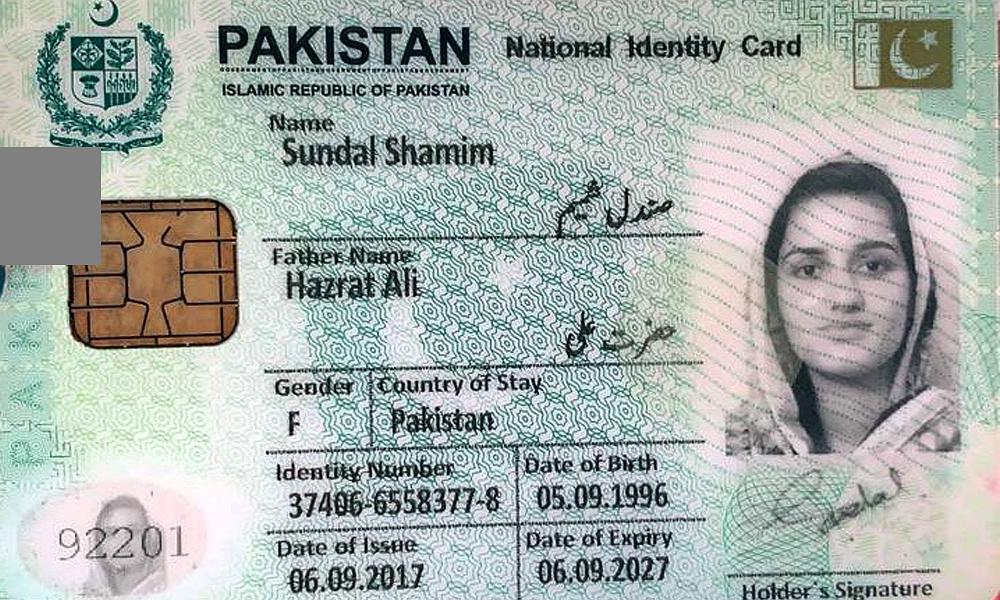 PAKISTAN National Identity Card
ISLAMIC REPUBLIC OF PAKISTAN
Name
Sundal Shamim
صندل شمیم
Father Name
Hazrat Ali
حضرت علی
Gender Country of Stay
F Pakistan
Identity Number Date of Birth
37406-6558377-8 05.09.1996
Date of Issue Date of Expiry
06.09.2017 06.09.2027
92201
Holder's Signature